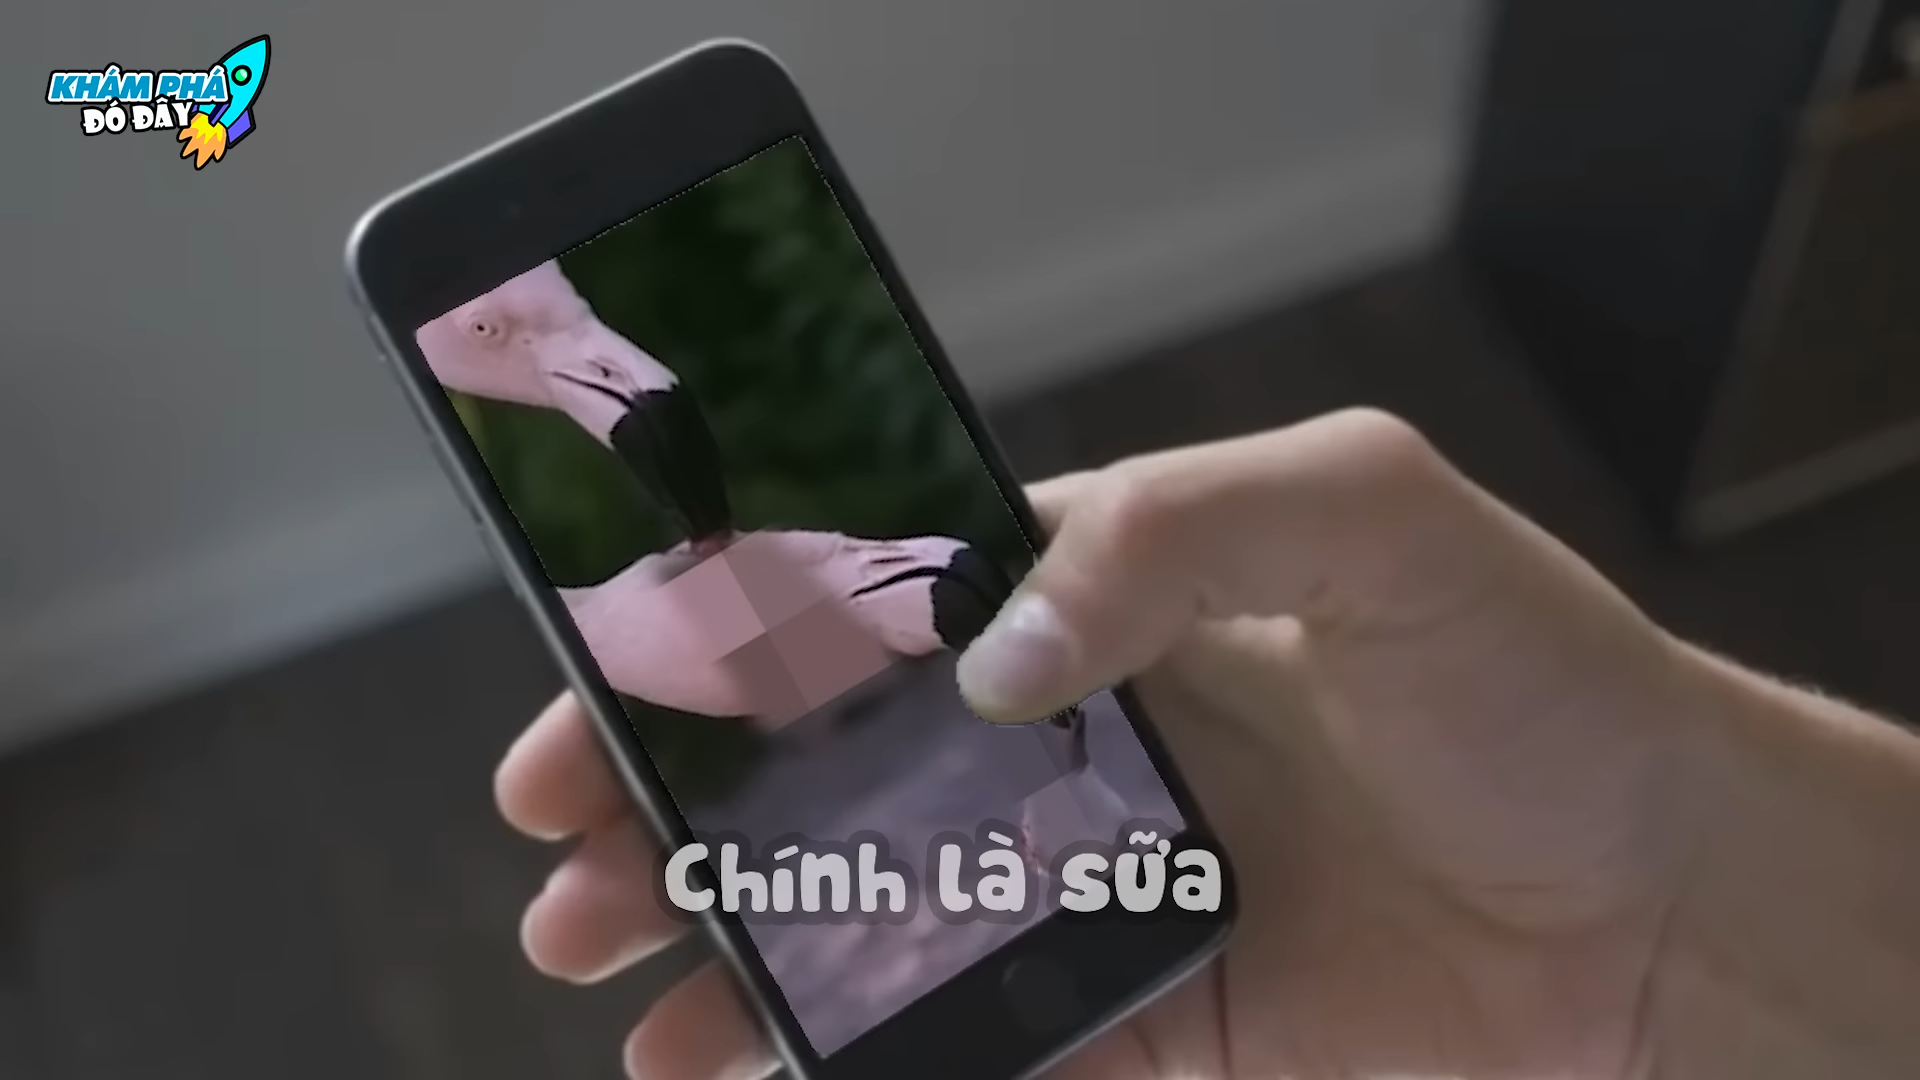 KHÁM PHÁ
ĐÓ ĐÂY
Chính là sữa